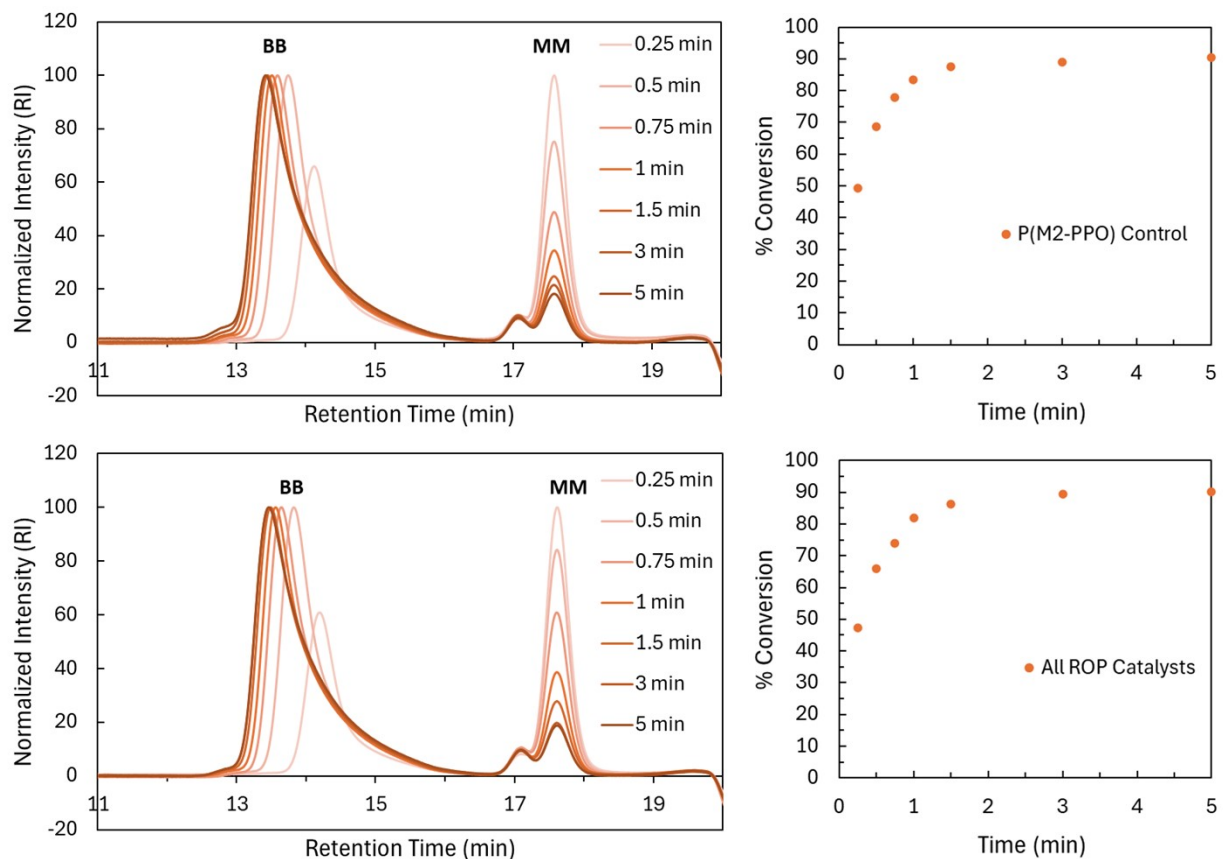 120
100
80
60
40
20
0
-20
Normalized Intensity (RI)
BB
MM
0.25 min
0.5 min
0.75 min
1 min
1.5 min
3 min
5 min
11 13 15 17 19
Retention Time (min)
100
90
80
70
60
50
40
30
20
10
0
% Conversion
P(M2-PPO) Control
0 1 2 3 4 5
Time (min)
120
100
80
60
40
20
0
-20
Normalized Intensity (RI)
BB
MM
0.25 min
0.5 min
0.75 min
1 min
1.5 min
3 min
5 min
11 13 15 17 19
Retention Time (min)
100
90
80
70
60
50
40
30
20
10
0
% Conversion
All ROP Catalysts
0 1 2 3 4 5
Time (min)